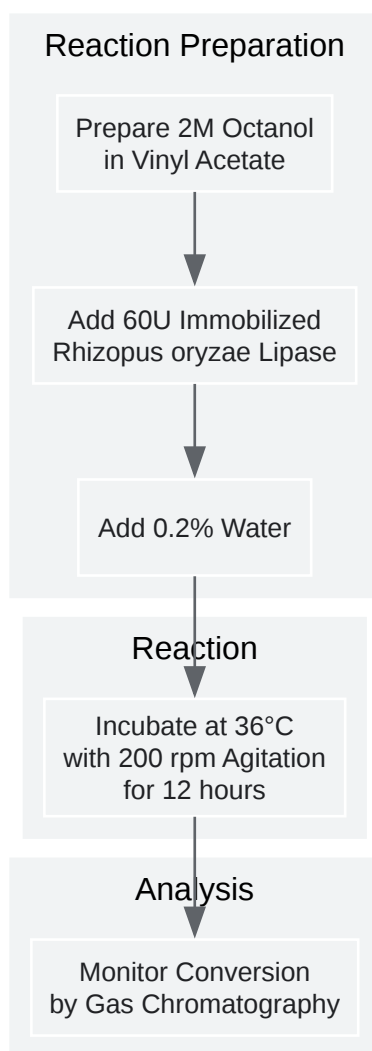 Reaction Preparation
Prepare 2M Octanol
in Vinyl Acetate
Add 60U Immobilized
Rhizopus oryzae Lipase
Add 0.2% Water
Reaction
Incubate at 36°C
with 200 rpm Agitation
for 12 hours
Analysis
Monitor Conversion
by Gas Chromatography